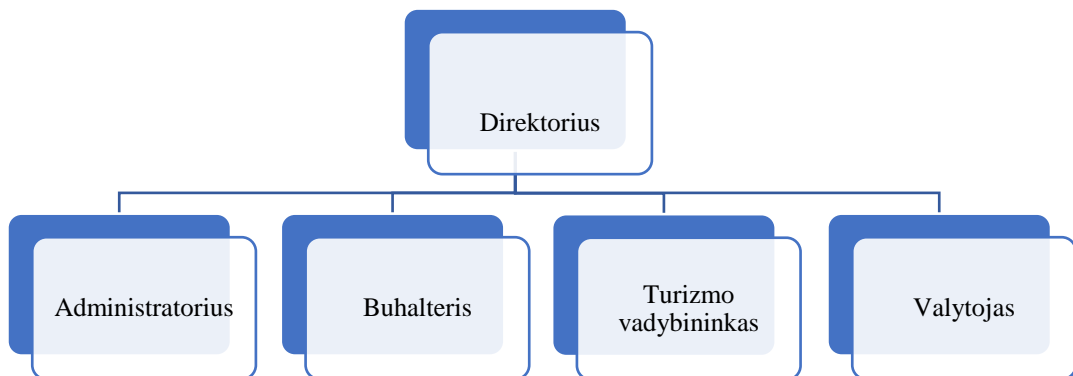 Direktorius
Administratorius
Buhalteris
Turizmo
vadybininkas
Valytojas